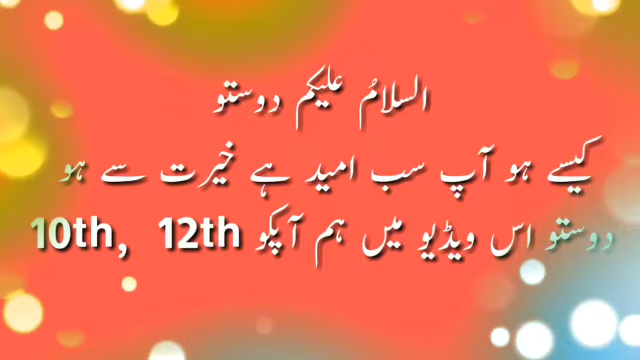 السلامُ علیکم دوستو
کیسے ہو آپ سب امید ہے خیرت سے ہو
دوستو اس ویڈیو میں ہم آپکو 10th, 12th